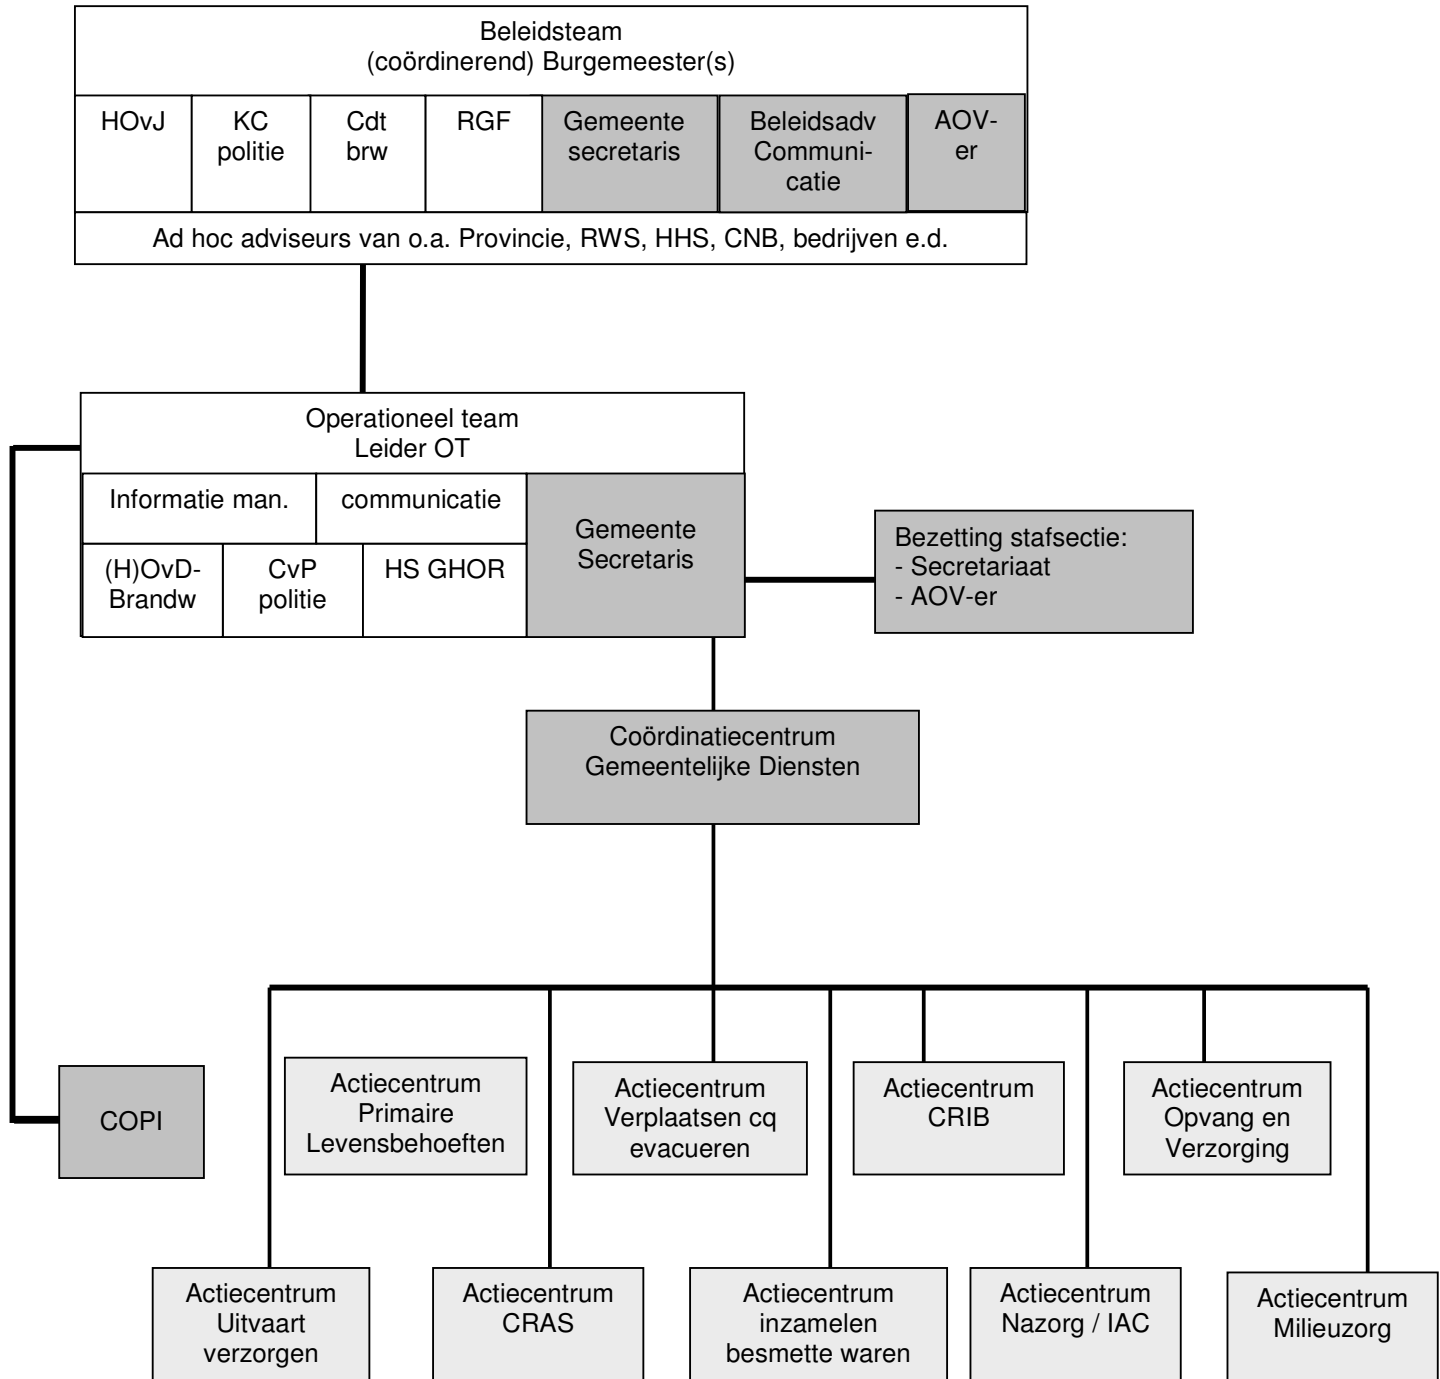 Beleidsteam
(coördinerend) Burgemeester(s)
HOvJ
KC
politie
Cdt
brw
RGF
Gemeente
secretaris
Beleidsadv
Communi-
catie
AOV-
er
Ad hoc adviseurs van o.a. Provincie, RWS, HHS, CNB, bedrijven e.d.
Operationeel team
Leider OT
Informatie man.
communicatie
(H)OvD-
Brandw
CvP
politie
HS GHOR
Gemeente
Secretaris
Bezetting stafsectie:
- Secretariaat
- AOV-er
Coördinatiecentrum
Gemeentelijke Diensten
COPI
Actiecentrum
Primaire
Levensbehoeften
Actiecentrum
Verplaatsen cq
evacueren
Actiecentrum
CRIB
Actiecentrum
Opvang en
Verzorging
Actiecentrum
Uitvaart
verzorgen
Actiecentrum
CRAS
Actiecentrum
inzamelen
besmette waren
Actiecentrum
Nazorg / IAC
Actiecentrum
Milieuzorg